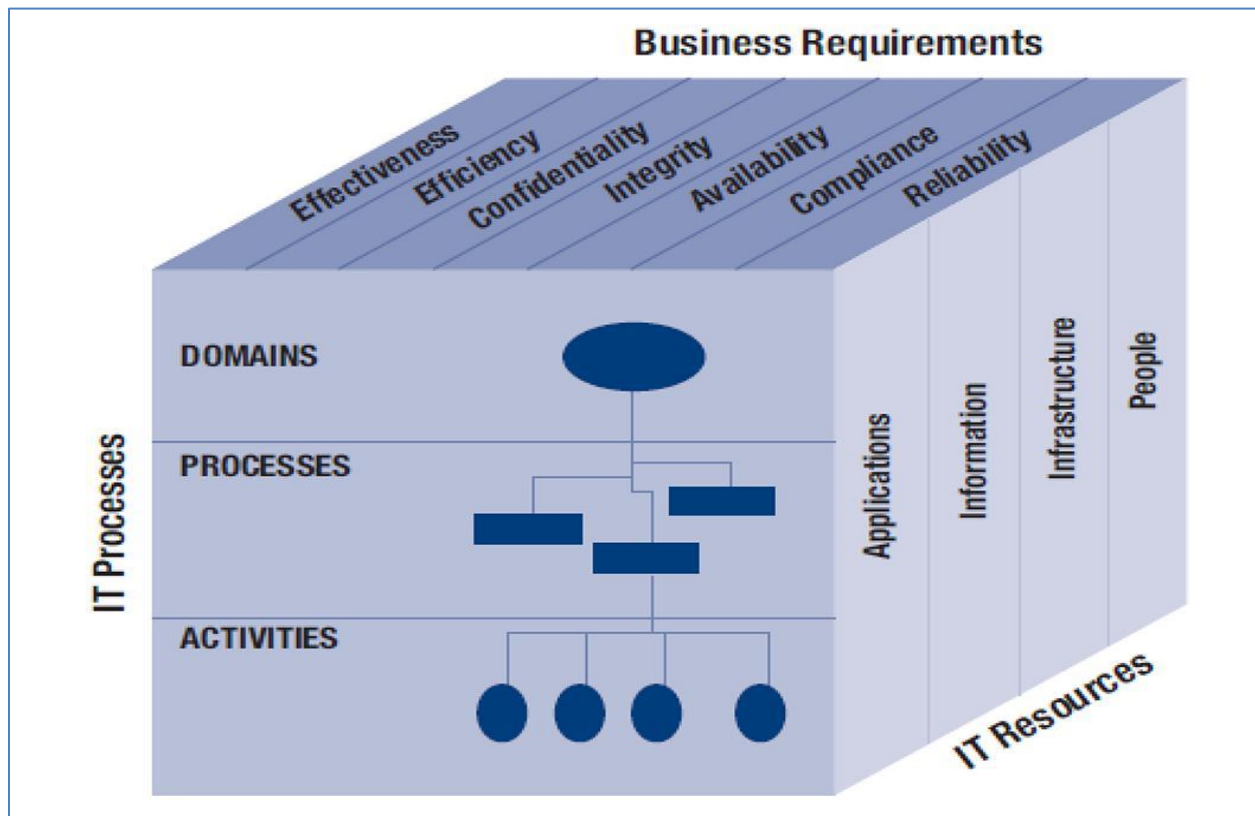 Business Requirements
Effectiveness
Efficiency
Confidentiality
Integrity
Availability
Compliance
Reliability
IT Processes
DOMAINS
PROCESSES
ACTIVITIES
Applications
Information
Infrastructure
People
IT Resources